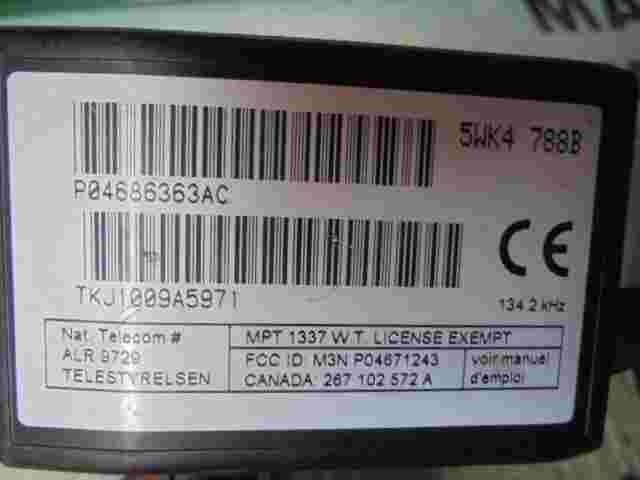 MA
5WK4 788B
P04686363AC
TKJ1009A5971
CE
134.2 kHz
Nat. Telecom #
ALR 9729
TELESTYRELSEN
MPT 1337 W.T. LICENSE EXEMPT
FCC ID: M3N P04671243
CANADA: 267 102 572 A
voir manuel
d'emploi